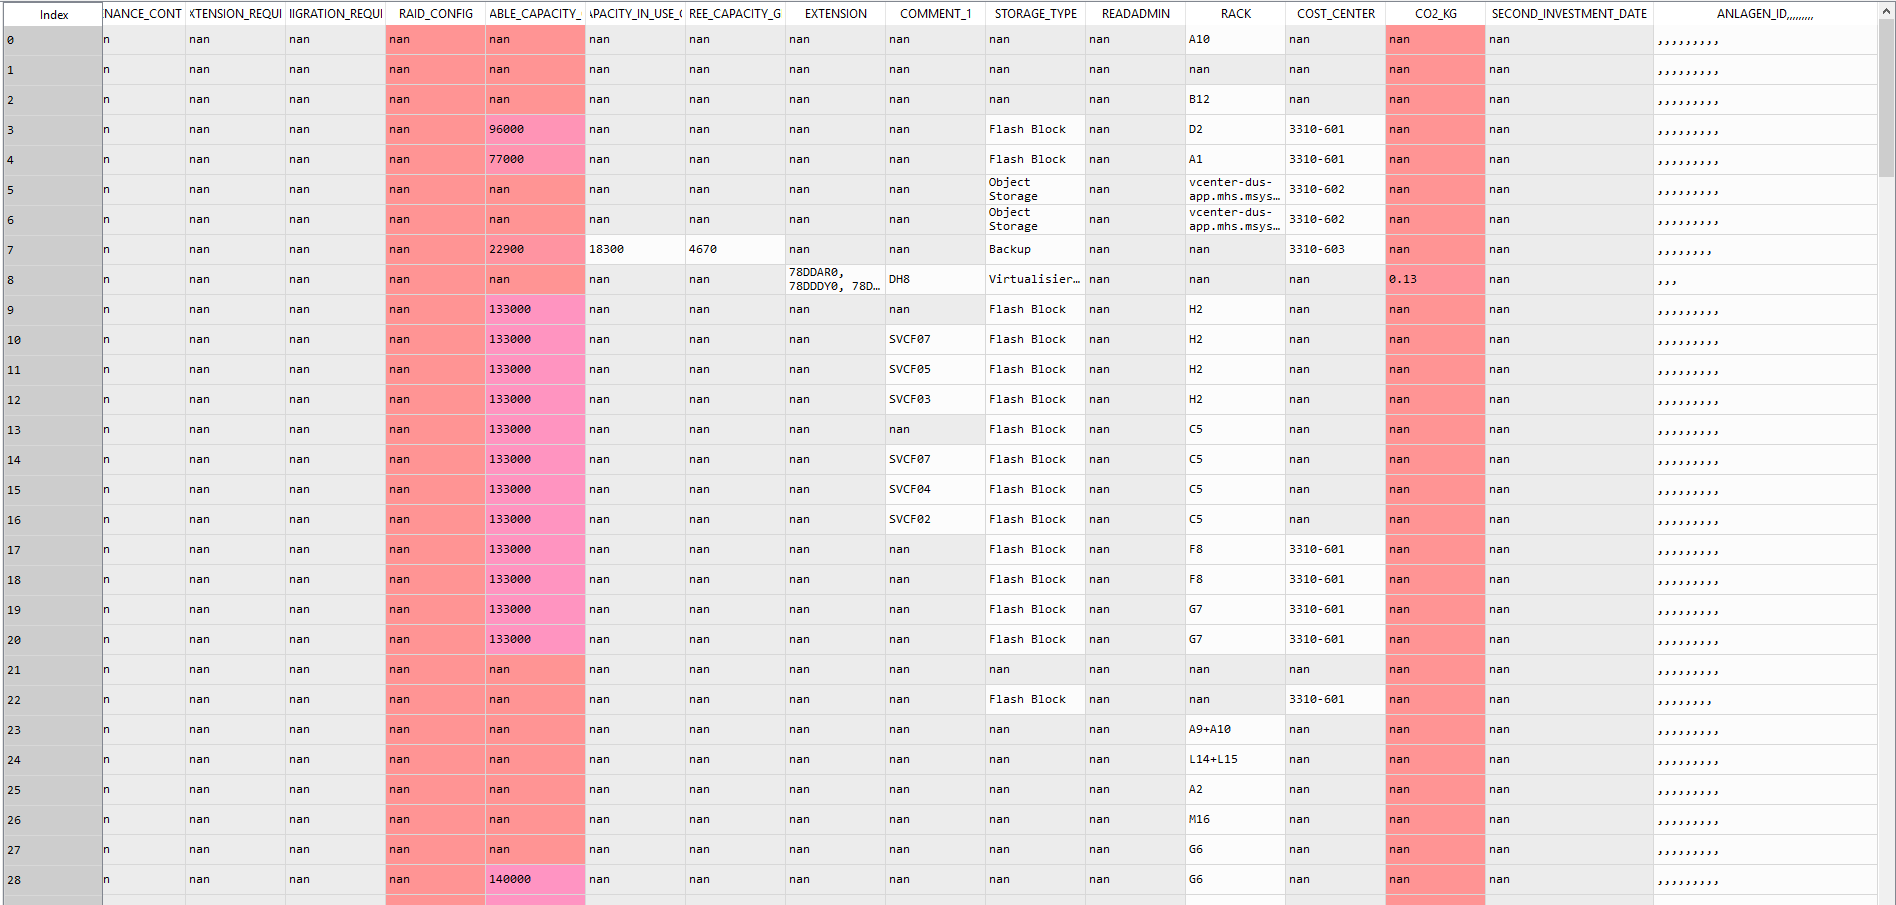 Index NANCE_CONT XTENSION_REQUI IIGRATION_REQUI RAID_CONFIG ABLE_CAPACITY_ APACITY_IN_USE_ REE_CAPACITY_G EXTENSION COMMENT_1 STORAGE_TYPE READADMIN RACK COST_CENTER CO2_KG SECOND_INVESTMENT_DATE ANLAGEN_ID,,,,,,,,,
0 n nan nan nan nan nan nan nan nan nan nan A10 nan nan nan ,,,,,,,,,
1 n nan nan nan nan nan nan nan nan nan nan nan nan nan nan ,,,,,,,,,
2 n nan nan nan nan nan nan nan nan nan nan B12 nan nan nan ,,,,,,,,,
3 n nan nan nan 96000 nan nan nan nan Flash Block nan D2 3310-601 nan nan ,,,,,,,,,
4 n nan nan nan 77000 nan nan nan nan Flash Block nan A1 3310-601 nan nan ,,,,,,,,,
5 n nan nan nan nan nan nan nan nan Object Storage nan vcenter-dus-app.mhs.msys… 3310-602 nan nan ,,,,,,,,,
6 n nan nan nan nan nan nan nan nan Object Storage nan vcenter-dus-app.mhs.msys… 3310-602 nan nan ,,,,,,,,,
7 n nan nan nan 22900 18300 4670 nan nan Backup nan nan 3310-603 nan nan ,,,,,,,,
8 n nan nan nan nan nan nan 78DDAR0, 78DDDY0, 78D… DH8 Virtualisier… nan nan nan 0.13 nan ,,,
9 n nan nan nan 133000 nan nan nan nan Flash Block nan H2 nan nan nan ,,,,,,,,,
10 n nan nan nan 133000 nan nan nan SVCF07 Flash Block nan H2 nan nan nan ,,,,,,,,,
11 n nan nan nan 133000 nan nan nan SVCF05 Flash Block nan H2 nan nan nan ,,,,,,,,,
12 n nan nan nan 133000 nan nan nan SVCF03 Flash Block nan H2 nan nan nan ,,,,,,,,,
13 n nan nan nan 133000 nan nan nan nan Flash Block nan C5 nan nan nan ,,,,,,,,,
14 n nan nan nan 133000 nan nan nan SVCF07 Flash Block nan C5 nan nan nan ,,,,,,,,,
15 n nan nan nan 133000 nan nan nan SVCF04 Flash Block nan C5 nan nan nan ,,,,,,,,,
16 n nan nan nan 133000 nan nan nan SVCF02 Flash Block nan C5 nan nan nan ,,,,,,,,,
17 n nan nan nan 133000 nan nan nan nan Flash Block nan F8 3310-601 nan nan ,,,,,,,,,
18 n nan nan nan 133000 nan nan nan nan Flash Block nan F8 3310-601 nan nan ,,,,,,,,,
19 n nan nan nan 133000 nan nan nan nan Flash Block nan G7 3310-601 nan nan ,,,,,,,,,
20 n nan nan nan 133000 nan nan nan nan Flash Block nan G7 3310-601 nan nan ,,,,,,,,,
21 n nan nan nan nan nan nan nan nan nan nan nan nan nan nan ,,,,,,,,,
22 n nan nan nan nan nan nan nan nan Flash Block nan nan 3310-601 nan nan ,,,,,,,,
23 n nan nan nan nan nan nan nan nan nan nan A9+A10 nan nan nan ,,,,,,,,,
24 n nan nan nan nan nan nan nan nan nan nan L14+L15 nan nan nan ,,,,,,,,,
25 n nan nan nan nan nan nan nan nan nan nan A2 nan nan nan ,,,,,,,,,
26 n nan nan nan nan nan nan nan nan nan nan M16 nan nan nan ,,,,,,,,,
27 n nan nan nan nan nan nan nan nan nan nan G6 nan nan nan ,,,,,,,,,
28 n nan nan nan 140000 nan nan nan nan nan nan G6 nan nan nan ,,,,,,,,,